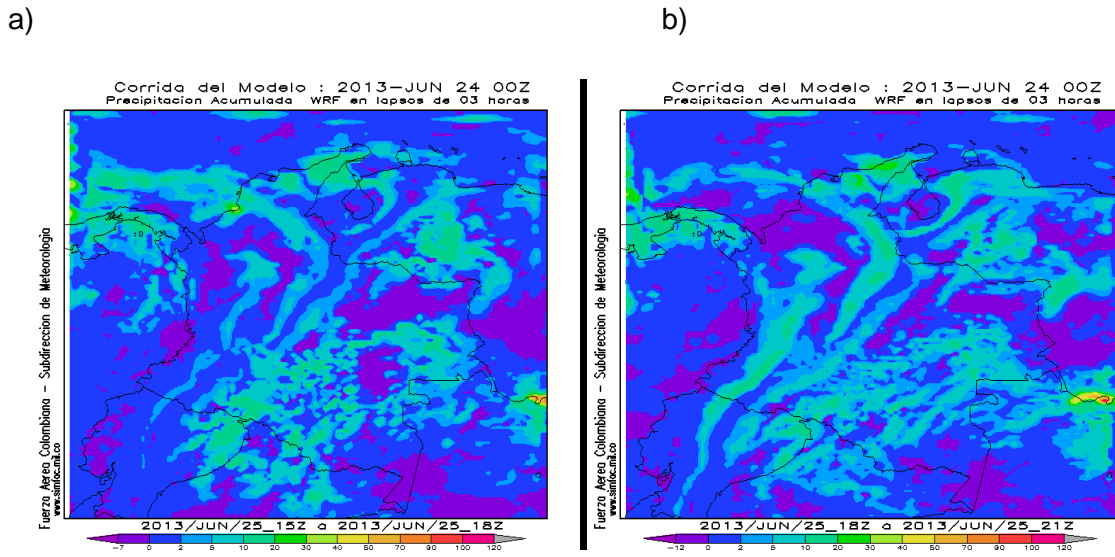 a)
b)
Corrida del Modelo : 2013-JUN 24 00Z
Precipitacion Acumulada WRF en lapsos de 03 horas
Fuerza Aerea Colombiana - Subdireccion de Meteorologia
www.simfac.mil.co
2013/JUN/25_15Z a 2013/JUN/25_18Z
-7 0 2 5 10 20 30 40 50 70 90 100 120
Corrida del Modelo : 2013-JUN 24 00Z
Precipitacion Acumulada WRF en lapsos de 03 horas
Fuerza Aerea Colombiana - Subdireccion de Meteorologia
www.simfac.mil.co
2013/JUN/25_18Z a 2013/JUN/25_21Z
-12 0 2 5 10 20 30 40 50 70 90 100 120